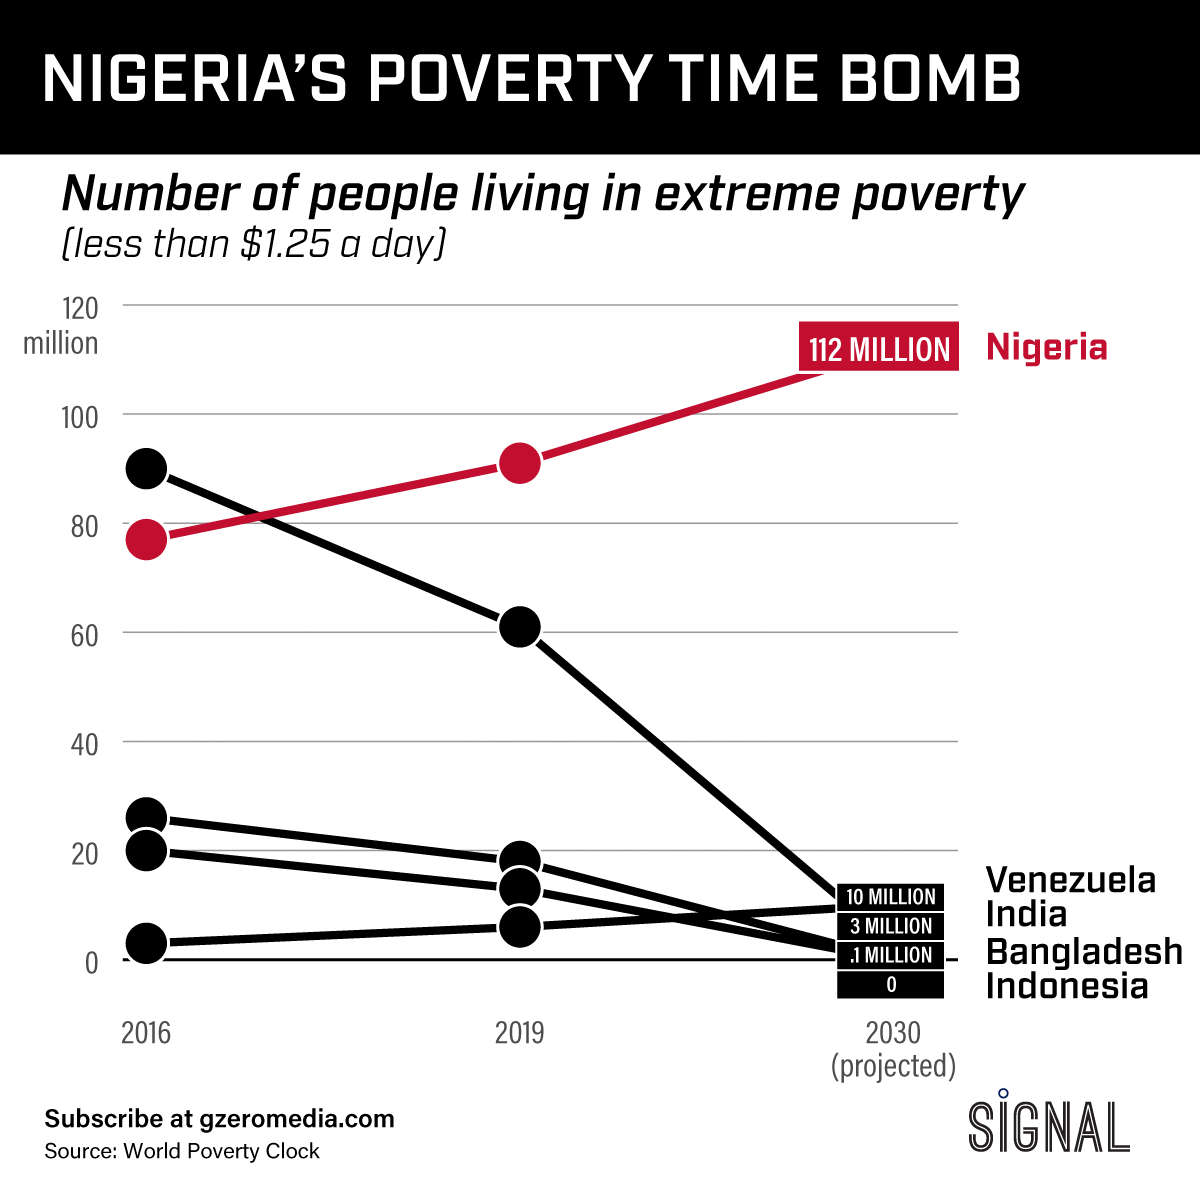 NIGERIA'S POVERTY TIME BOMB
Number of people living in extreme poverty
(less than $1.25 a day)
120
million
100
80
60
40
20
0
112 MILLION
Nigeria
10 MILLION
3 MILLION
.1 MILLION
0
Venezuela
India
Bangladesh
Indonesia
2016
2019
2030
(projected)
Subscribe at gzeromedia.com
Source: World Poverty Clock
SiGNAL